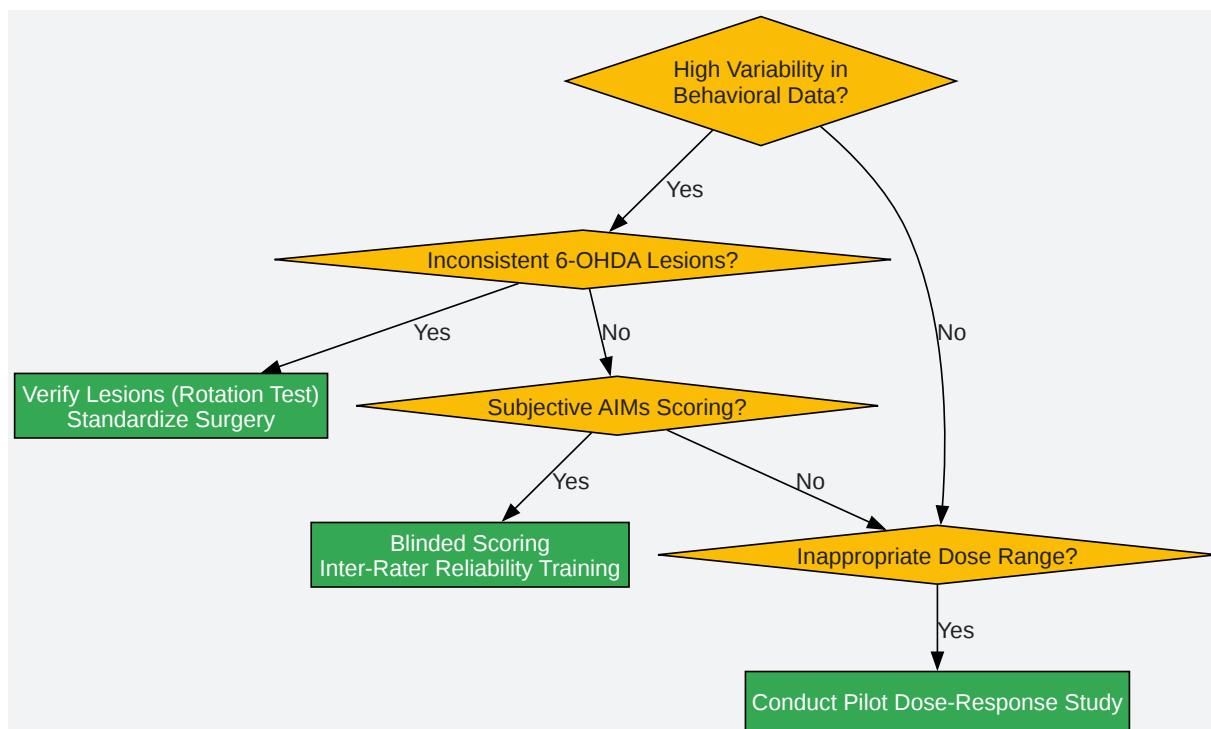 High Variability in
Behavioral Data?
Yes
Inconsistent 6-OHDA Lesions?
No
Yes
No
Verify Lesions (Rotation Test)
Standardize Surgery
Subjective AIMs Scoring?
Yes
No
Blinded Scoring
Inter-Rater Reliability Training
Inappropriate Dose Range?
Yes
Conduct Pilot Dose-Response Study